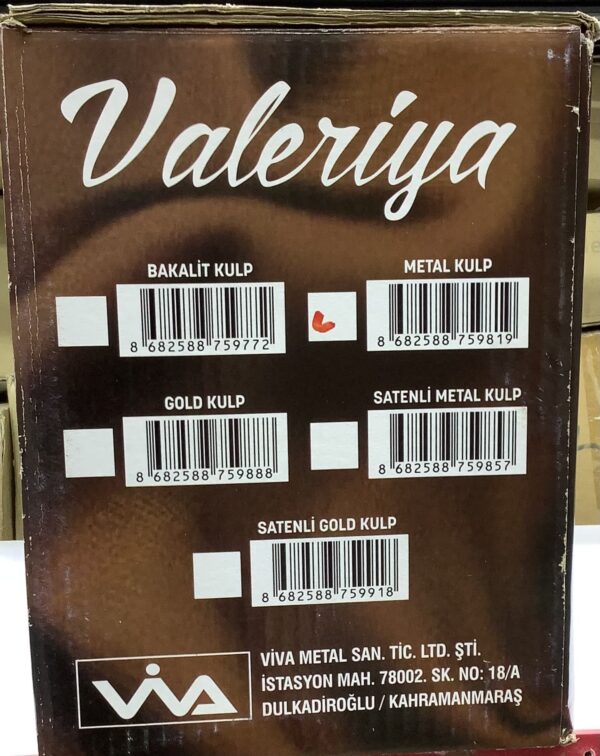 Valeriya
BAKALİT KULP
8 682588 759772
METAL KULP
8 682588 759819
GOLD KULP
8 682588 759888
SATENLİ METAL KULP
8 682588 759857
SATENLİ GOLD KULP
8 682588 759918
VİVA
VİVA METAL SAN. TİC. LTD. ŞTİ.
İSTASYON MAH. 78002. SK. NO: 18/A
DULKADİROĞLU / KAHRAMANMARAŞ